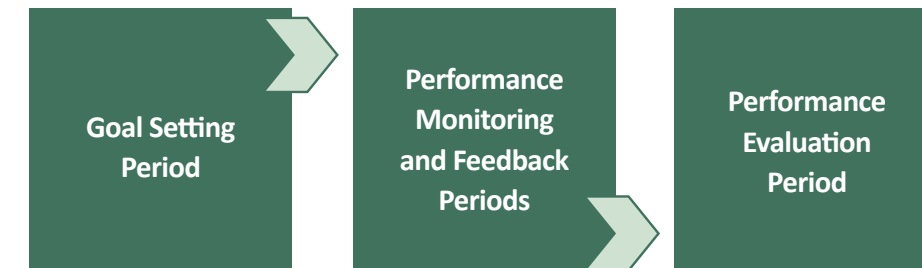 Goal Setting
Period
Performance
Monitoring
and Feedback
Periods
Performance
Evaluation
Period